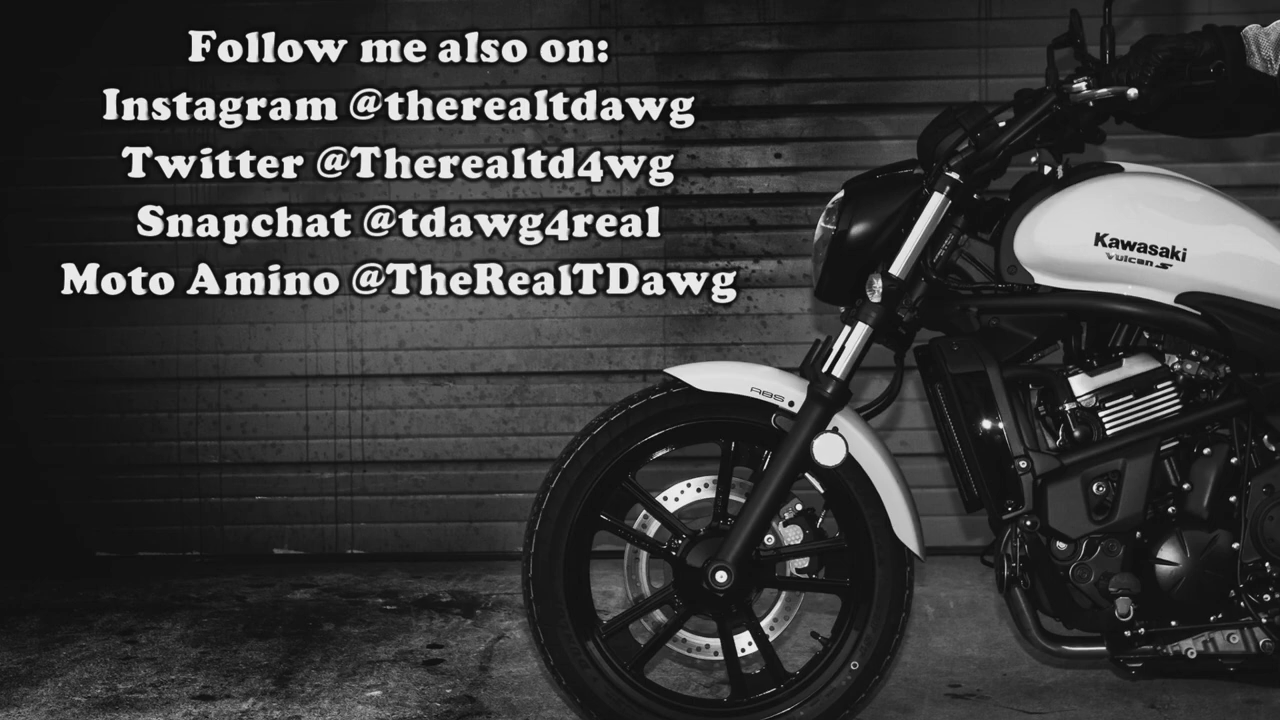 Follow me also on:
Instagram @therealtdawg
Twitter @Therealtd4wg
Snapchat @tdawg4real
Moto Amino @TheRealTDawg
Kawasaki
Vulcan S
ABS